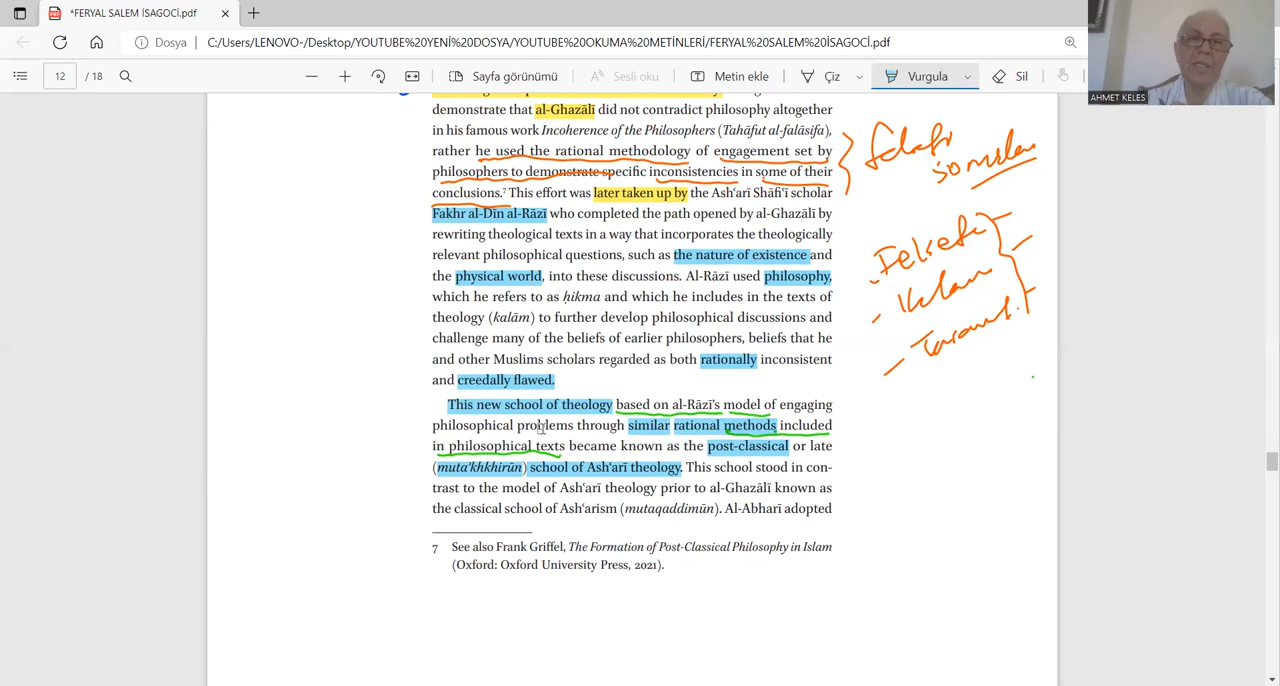 *FERYAL SALEM İSAGOCİ.pdf
Dosya
C:/Users/LENOVO-/Desktop/YOUTUBE%20YENİ%20DOSYA/YOUTUBE%20OKUMA%20METİNLERİ/FERYAL%20SALEM%20İSAGOCİ.pdf
12 / 18
Sayfa görünümü
Sesli oku
Metin ekle
Çiz
Vurgula
Sil
AHMET KELES
demonstrate that al-Ghazālī did not contradict philosophy altogether
in his famous work Incoherence of the Philosophers (Tahāfut al-falāsifa),
rather he used the rational methodology of engagement set by
philosophers to demonstrate specific inconsistencies in some of their
conclusions.7 This effort was later taken up by the Ashʿarī Shāfiʿī scholar
Fakhr al-Dīn al-Rāzī who completed the path opened by al-Ghazālī by
rewriting theological texts in a way that incorporates the theologically
relevant philosophical questions, such as the nature of existence and
the physical world, into these discussions. Al-Rāzī used philosophy,
which he refers to as ḥikma and which he includes in the texts of
theology (kalām) to further develop philosophical discussions and
challenge many of the beliefs of earlier philosophers, beliefs that he
and other Muslims scholars regarded as both rationally inconsistent
and creedally flawed.
This new school of theology based on al-Rāzī's model of engaging
philosophical problems through similar rational methods included
in philosophical texts became known as the post-classical or late
(mutaʾkhkhirūn) school of Ashʿarī theology. This school stood in con-
trast to the model of Ashʿarī theology prior to al-Ghazālī known as
the classical school of Ashʿarism (mutaqaddimūn). Al-Abharī adopted
7 See also Frank Griffel, The Formation of Post-Classical Philosophy in Islam
(Oxford: Oxford University Press, 2021).
Felsefe
Kelam